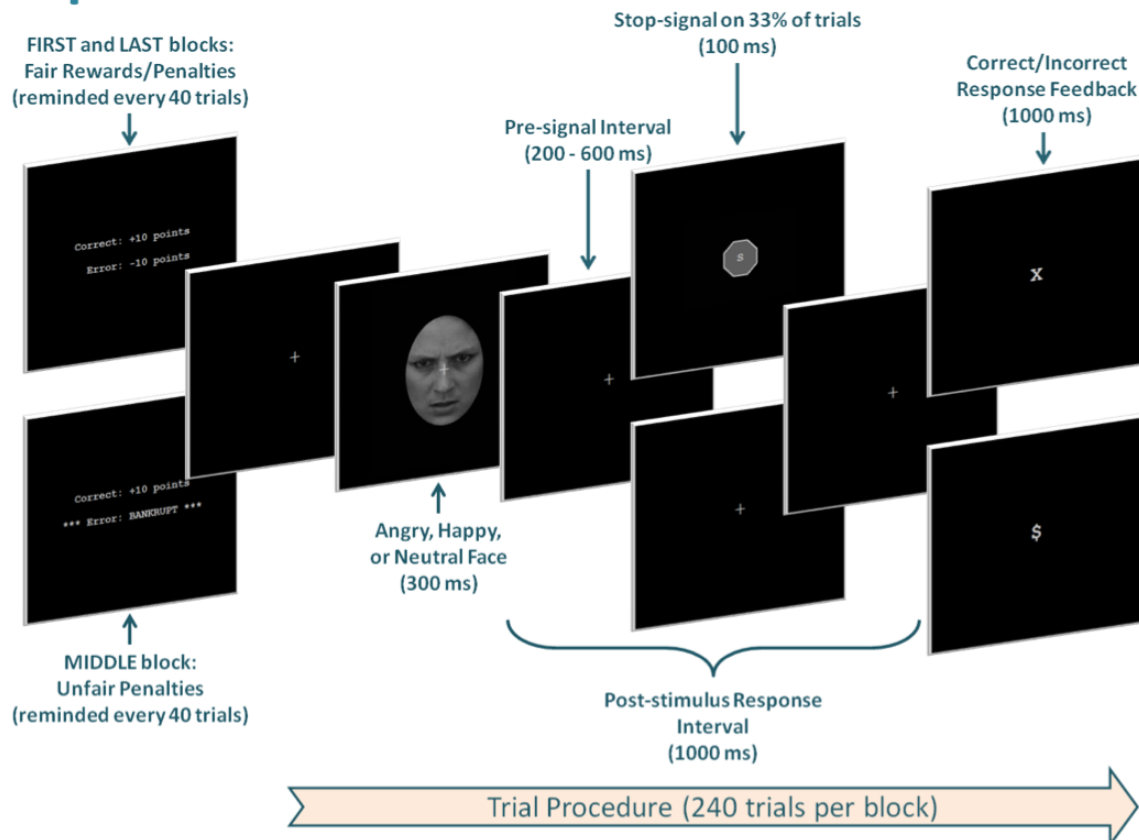 FIRST and LAST blocks:
Fair Rewards/Penalties
(reminded every 40 trials)
Correct: +10 points
Error: -10 points
Correct: +10 points
*** Error: BANKRUPT ***
MIDDLE block:
Unfair Penalties
(reminded every 40 trials)
+
+
Angry, Happy,
or Neutral Face
(300 ms)
Pre-signal Interval
(200 - 600 ms)
+
Stop-signal on 33% of trials
(100 ms)
s
+
+
Post-stimulus Response
Interval
(1000 ms)
Correct/Incorrect
Response Feedback
(1000 ms)
X
$
Trial Procedure (240 trials per block)